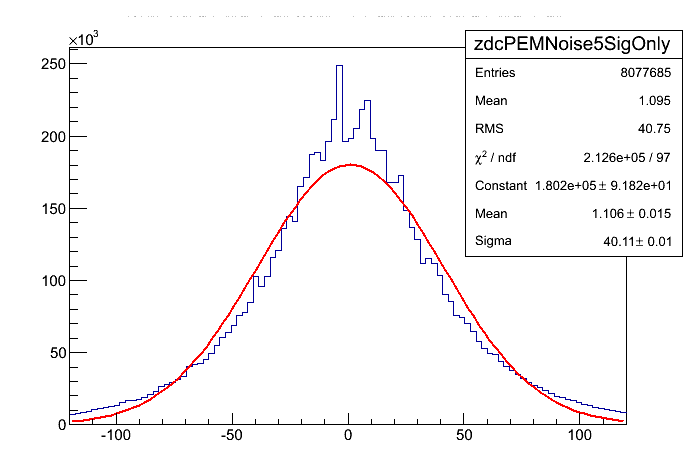 ×10³
zdcPEMNoise5SigOnly
Entries 8077685
Mean 1.095
RMS 40.75
χ² / ndf 2.126e+05 / 97
Constant 1.802e+05± 9.182e+01
Mean 1.106 ± 0.015
Sigma 40.11± 0.01
250
200
150
100
50
0
-100 -50 0 50 100